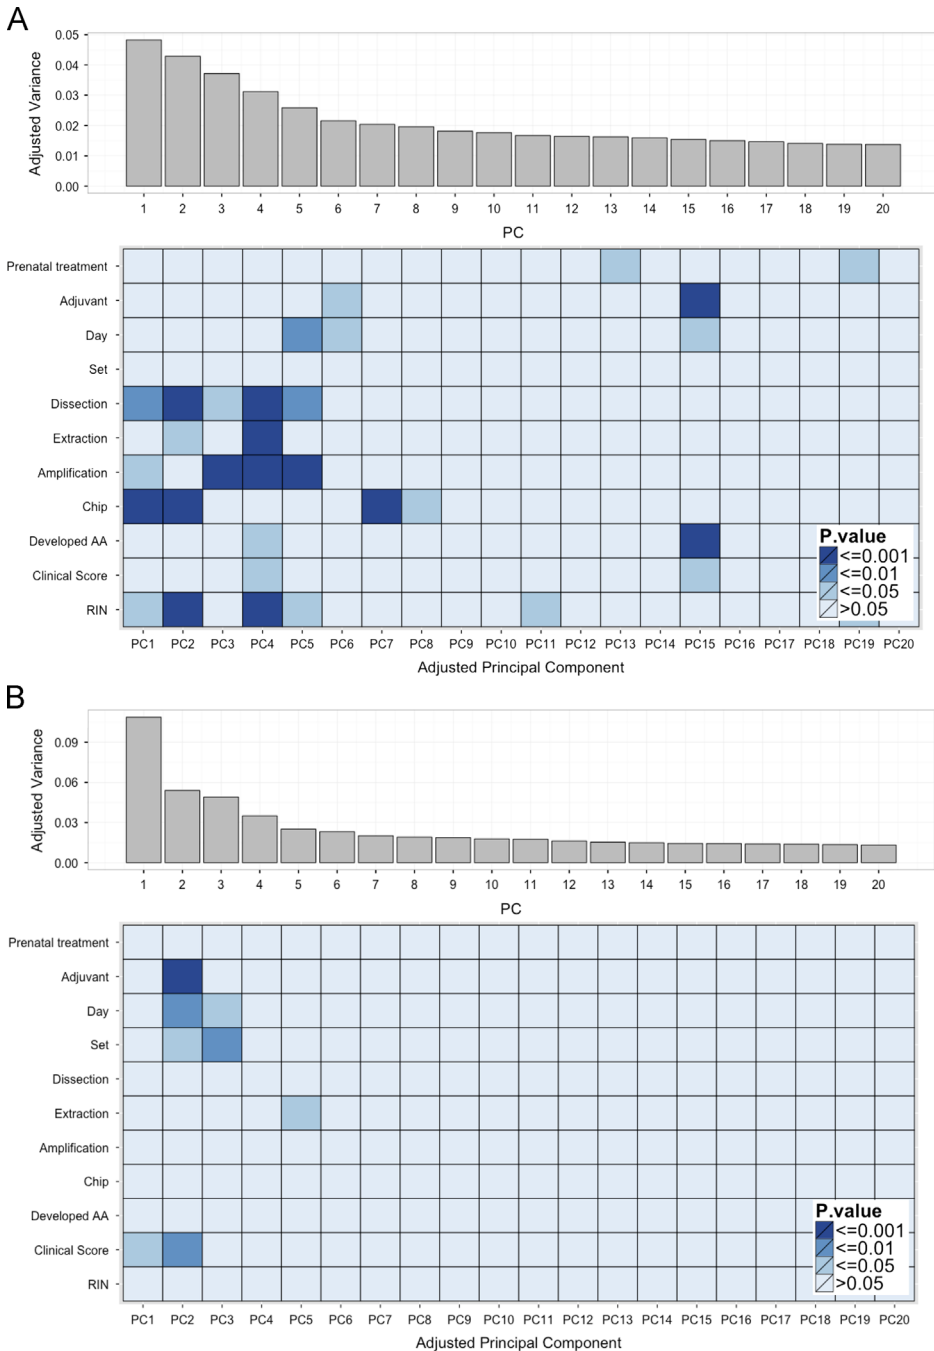 A
Adjusted Variance
0.05
0.04
0.03
0.02
0.01
0.00
1 2 3 4 5 6 7 8 9 10 11 12 13 14 15 16 17 18 19 20
PC
Prenatal treatment
Adjuvant
Day
Set
Dissection
Extraction
Amplification
Chip
Developed AA
Clinical Score
RIN
P.value
<=0.001
<=0.01
<=0.05
>0.05
PC1 PC2 PC3 PC4 PC5 PC6 PC7 PC8 PC9 PC10 PC11 PC12 PC13 PC14 PC15 PC16 PC17 PC18 PC19 PC20
Adjusted Principal Component
B
Adjusted Variance
0.09
0.06
0.03
0.00
1 2 3 4 5 6 7 8 9 10 11 12 13 14 15 16 17 18 19 20
PC
Prenatal treatment
Adjuvant
Day
Set
Dissection
Extraction
Amplification
Chip
Developed AA
Clinical Score
RIN
P.value
<=0.001
<=0.01
<=0.05
>0.05
PC1 PC2 PC3 PC4 PC5 PC6 PC7 PC8 PC9 PC10 PC11 PC12 PC13 PC14 PC15 PC16 PC17 PC18 PC19 PC20
Adjusted Principal Component